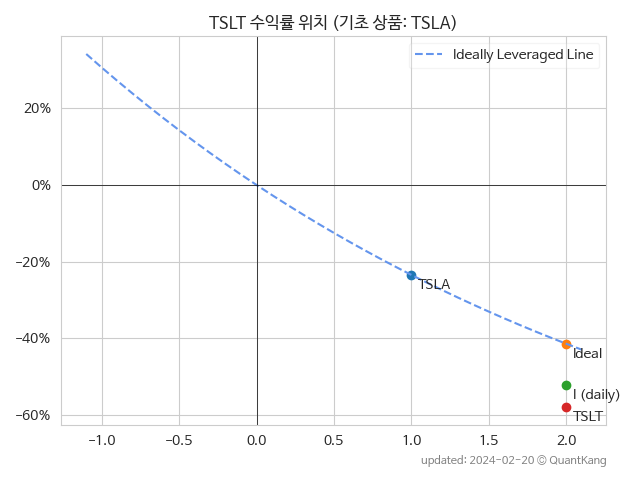 TSLT 수익률 위치 (기초 상품: TSLA)
Ideally Leveraged Line
20%
0%
−20%
−40%
−60%
TSLA
Ideal
I (daily)
TSLT
−1.0 −0.5 0.0 0.5 1.0 1.5 2.0
updated: 2024-02-20 ⓒ QuantKang